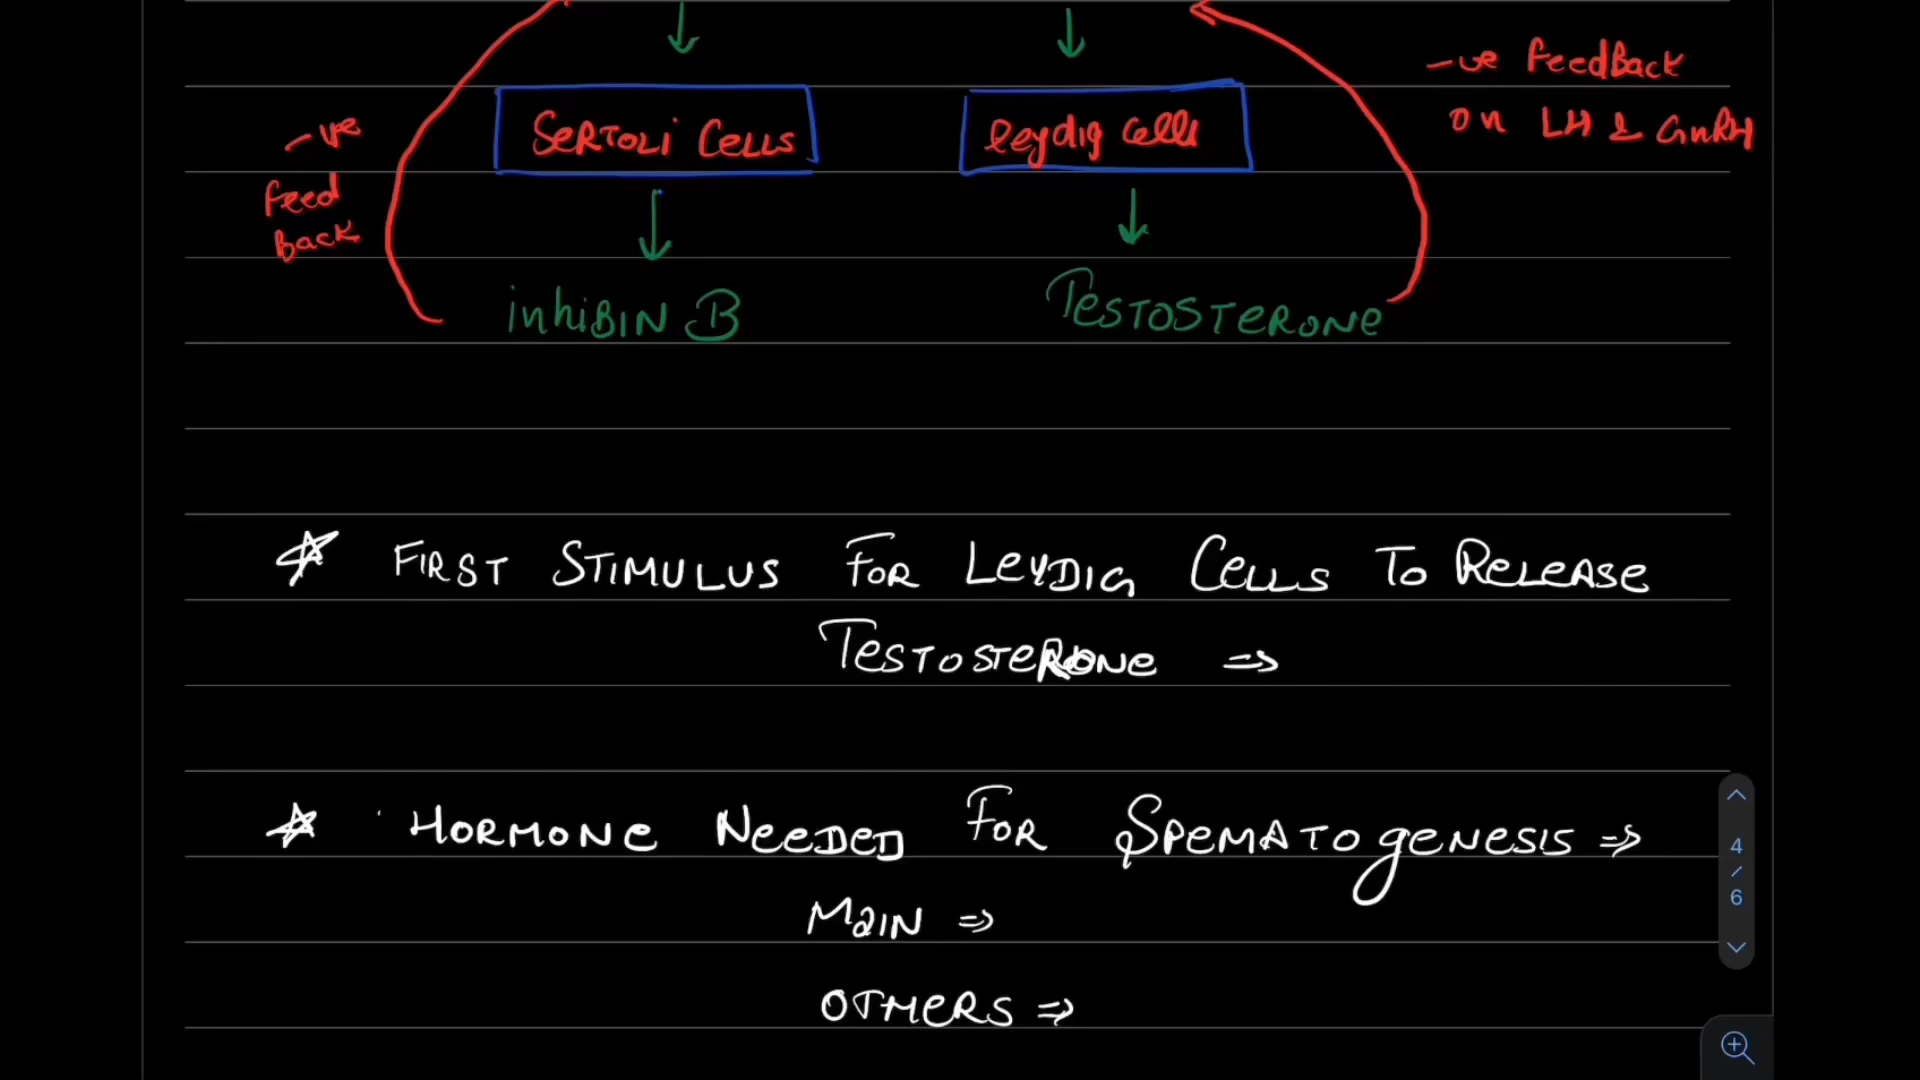 -ve FeedBack
on LH & GnRH
-ve
Feed
Back
SERTOLI CELLS
leydig cells
inhiBIN B
TESTOSTERONE
☆ FIRST STIMULUS FOR LEYDIG CELLS TO RELEASE
TESTOSTERONE ⇒
☆ HORMONE NEEDED FOR SPEMATOGENESIS ⇒
MAIN ⇒
OTHERS ⇒
4
/
6